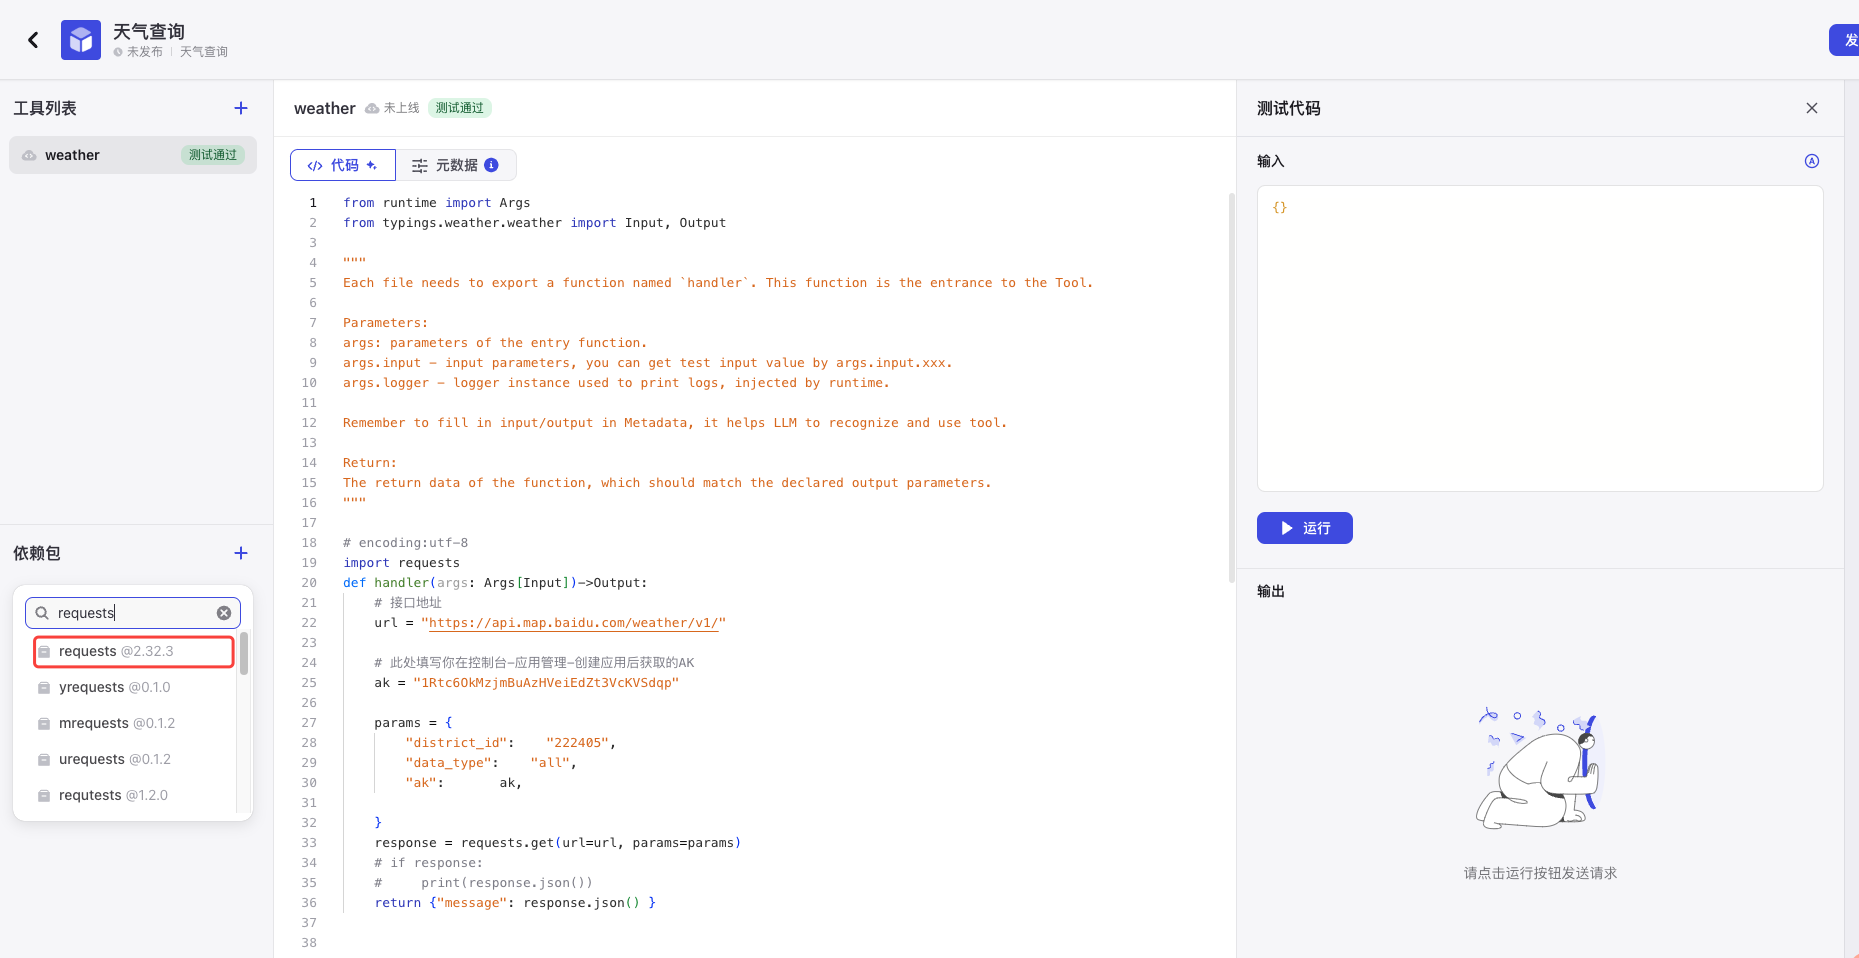 天气查询
未发布 | 天气查询
发
工具列表
weather 测试通过
依赖包
requests
requests @2.32.3
yrequests @0.1.0
mrequests @0.1.2
urequests @0.1.2
requtests @1.2.0
weather 未上线 测试通过
</> 代码 元数据
1 from runtime import Args
2 from typings.weather.weather import Input, Output
3
4 """
5 Each file needs to export a function named `handler`. This function is the entrance to the Tool.
6
7 Parameters:
8 args: parameters of the entry function.
9 args.input - input parameters, you can get test input value by args.input.xxx.
10 args.logger - logger instance used to print logs, injected by runtime.
11
12 Remember to fill in input/output in Metadata, it helps LLM to recognize and use tool.
13
14 Return:
15 The return data of the function, which should match the declared output parameters.
16 """
17
18 # encoding:utf-8
19 import requests
20 def handler(args: Args[Input])->Output:
21     # 接口地址
22     url = "https://api.map.baidu.com/weather/v1/"
23
24     # 此处填写你在控制台-应用管理-创建应用后获取的AK
25     ak = "1Rtc6OkMzjmBuAzHVeiEdZt3VcKVSdqp"
26
27     params = {
28         "district_id":    "222405",
29         "data_type":    "all",
30         "ak":       ak,
31
32     }
33     response = requests.get(url=url, params=params)
34     # if response:
35     #     print(response.json())
36     return {"message": response.json() }
37
38
测试代码
输入
{}
运行
输出
请点击运行按钮发送请求